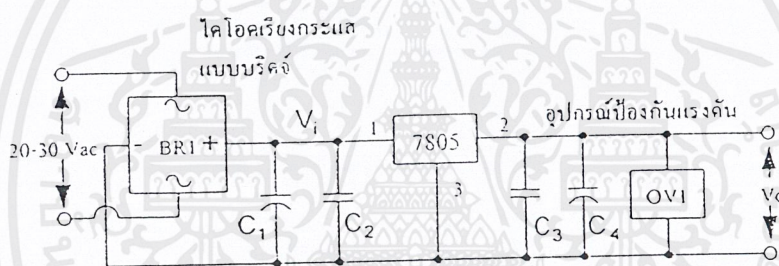 ไดโอดเรียงกระแส
แบบบริดจ์
อุปกรณ์ป้องกันแรงดัน
20-30 Vac
- BR1 +
Vi
1
7805
2
3
OV1
C1
C2
C3
C4